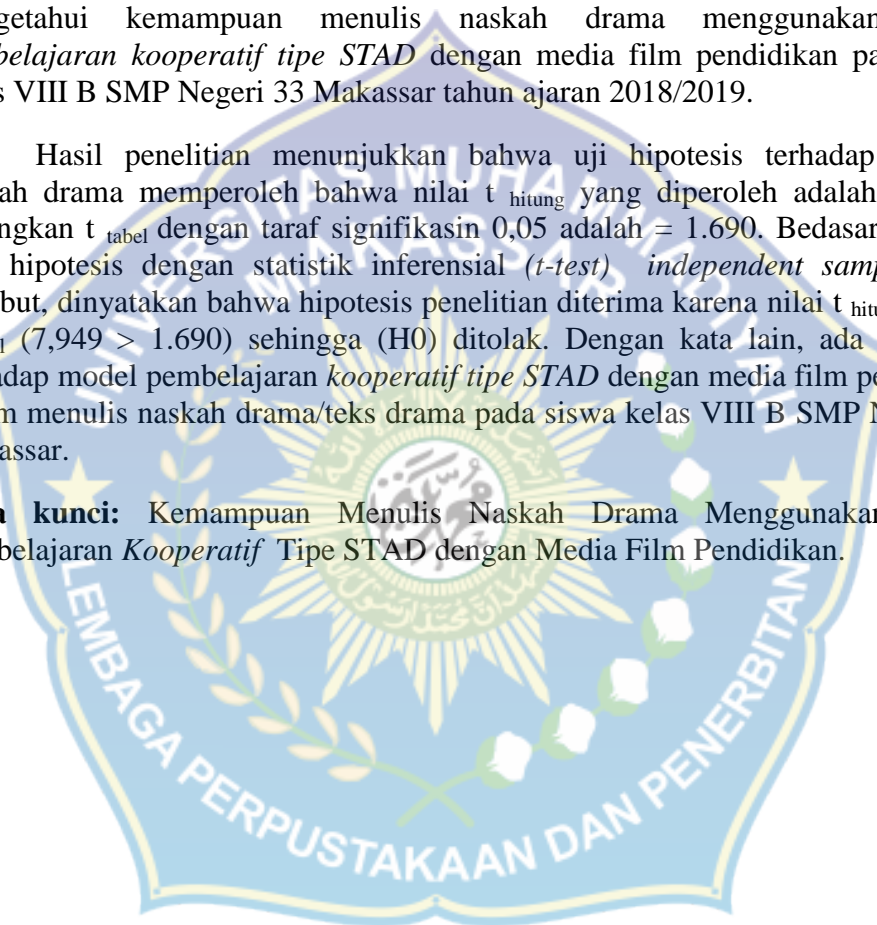 getahui kemampuan menulis naskah drama menggunakan
belajaran kooperatif tipe STAD dengan media film pendidikan pa
s VIII B SMP Negeri 33 Makassar tahun ajaran 2018/2019.
Hasil penelitian menunjukkan bahwa uji hipotesis terhadap
ah drama memperoleh bahwa nilai t hitung yang diperoleh adalah
ngkan t tabel dengan taraf signifikasin 0,05 adalah = 1.690. Bedasar
hipotesis dengan statistik inferensial (t-test) independent samp
but, dinyatakan bahwa hipotesis penelitian diterima karena nilai t hitu
l (7,949 > 1.690) sehingga (H0) ditolak. Dengan kata lain, ada
adap model pembelajaran kooperatif tipe STAD dengan media film pe
m menulis naskah drama/teks drama pada siswa kelas VIII B SMP N
assar.
a kunci: Kemampuan Menulis Naskah Drama Menggunakan
belajaran Kooperatif Tipe STAD dengan Media Film Pendidikan.
UNIVERSITAS MUHAMMADIYAH
MAKASSAR
LEMBAGA PERPUSTAKAAN DAN PENERBITAN